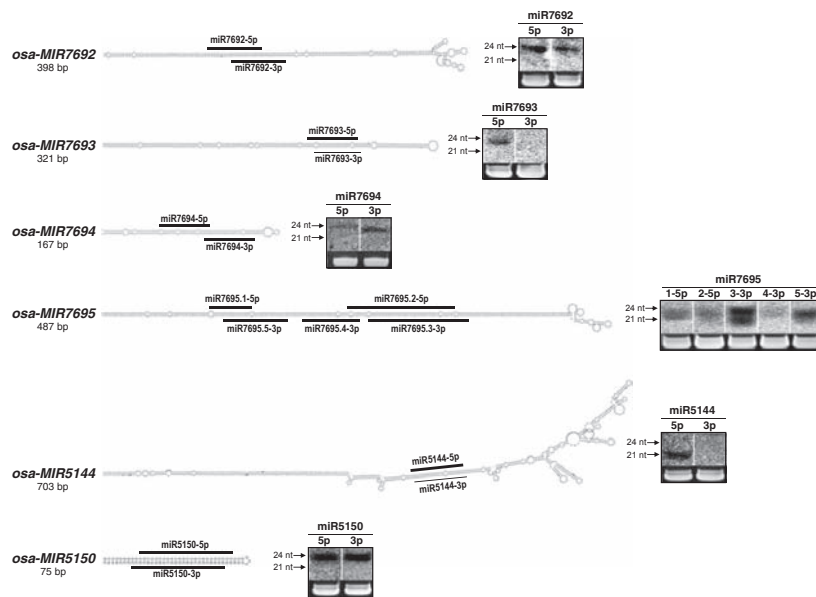 miR7692
5p 3p
miR7692-5p
osa-MIR7692
398 bp
miR7692-3p
24 nt
21 nt
miR7693
5p 3p
miR7693-5p
osa-MIR7693
321 bp
miR7693-3p
24 nt
21 nt
miR7694
5p 3p
miR7694-5p
osa-MIR7694
167 bp
miR7694-3p
24 nt
21 nt
miR7695
1-5p 2-5p 3-3p 4-3p 5-3p
miR7695.1-5p
miR7695.2-5p
osa-MIR7695
487 bp
miR7695.5-3p
miR7695.4-3p
miR7695.3-3p
24 nt
21 nt
miR5144
5p 3p
miR5144-5p
osa-MIR5144
703 bp
miR5144-3p
24 nt
21 nt
miR5150
5p 3p
miR5150-5p
osa-MIR5150
75 bp
miR5150-3p
24 nt
21 nt